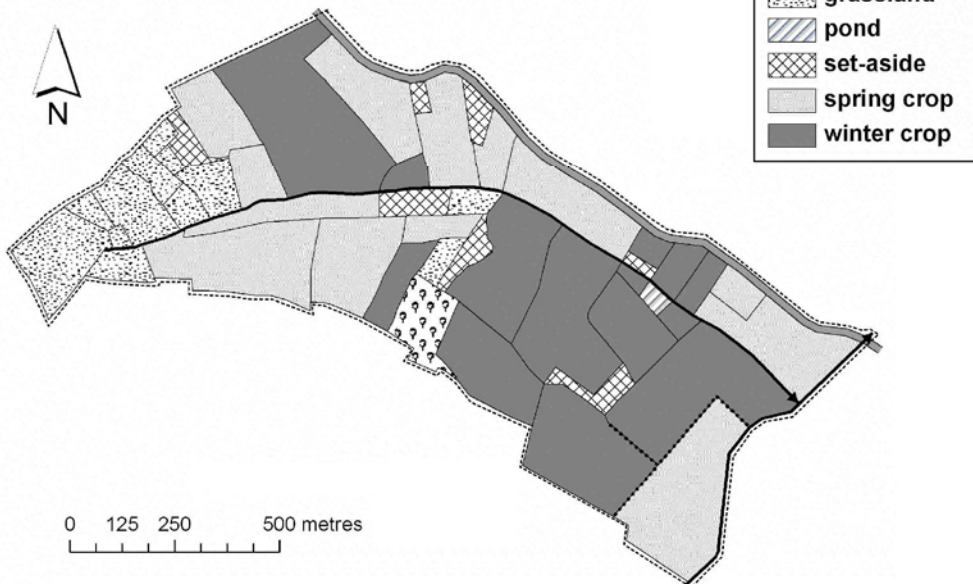 grassland
pond
set-aside
spring crop
winter crop
N
0 125 250 500 metres